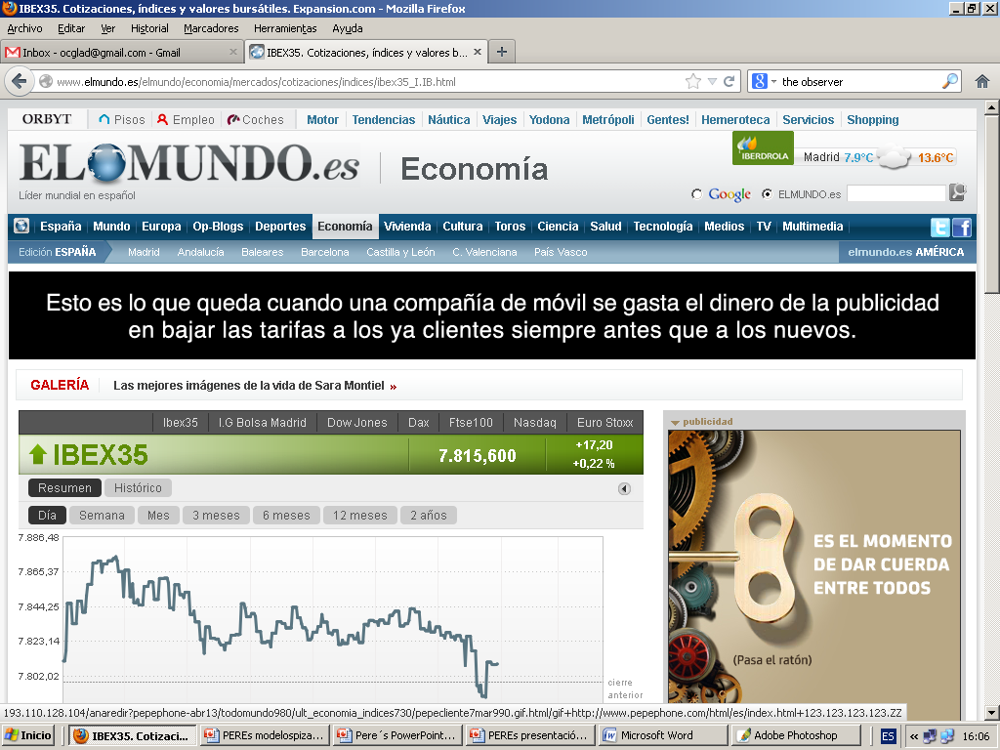 IBEX35. Cotizaciones, índices y valores bursátiles. Expansion.com - Mozilla Firefox
Archivo Editar Ver Historial Marcadores Herramientas Ayuda
Inbox - ocglad@gmail.com - Gmail
IBEX35. Cotizaciones, índices y valores b...
www.elmundo.es/elmundo/economia/mercados/cotizaciones/indices/ibex35_I.IB.html
the observer
ORBYT Pisos Empleo Coches Motor Tendencias Náutica Viajes Yodona Metrópoli Gentes! Hemeroteca Servicios Shopping
EL MUNDO.es Economía
Líder mundial en español
IBERDROLA
Madrid 7.9°C 13.6°C
Google ELMUNDO.es
España Mundo Europa Op-Blogs Deportes Economía Vivienda Cultura Toros Ciencia Salud Tecnología Medios TV Multimedia
Edición ESPAÑA Madrid Andalucía Baleares Barcelona Castilla y León C. Valenciana País Vasco elmundo.es AMÉRICA
Esto es lo que queda cuando una compañía de móvil se gasta el dinero de la publicidad
en bajar las tarifas a los ya clientes siempre antes que a los nuevos.
GALERÍA Las mejores imágenes de la vida de Sara Montiel »
Ibex35 I.G Bolsa Madrid Dow Jones Dax Ftse100 Nasdaq Euro Stoxx
IBEX35 7.815,600 +17,20
+0,22 %
Resumen Histórico
Día Semana Mes 3 meses 6 meses 12 meses 2 años
7.886,48
7.865,37
7.844,25
7.823,14
7.802,02
cierre
anterior
publicidad
ES EL MOMENTO
DE DAR CUERDA
ENTRE TODOS
(Pasa el ratón)
193.110.128.104/anaredir?pepephone-abr13/todomundo980/ult_economia_indices730/pepecliente7mar990.gif.html/gif+http://www.pepephone.com/html/es/index.html+123.123.123.123.ZZ
Inicio IBEX35. Cotizaci... PEREs modelospiza... Pere´s PowerPoint... PEREs presentació... Microsoft Word Adobe Photoshop ES « 16:06